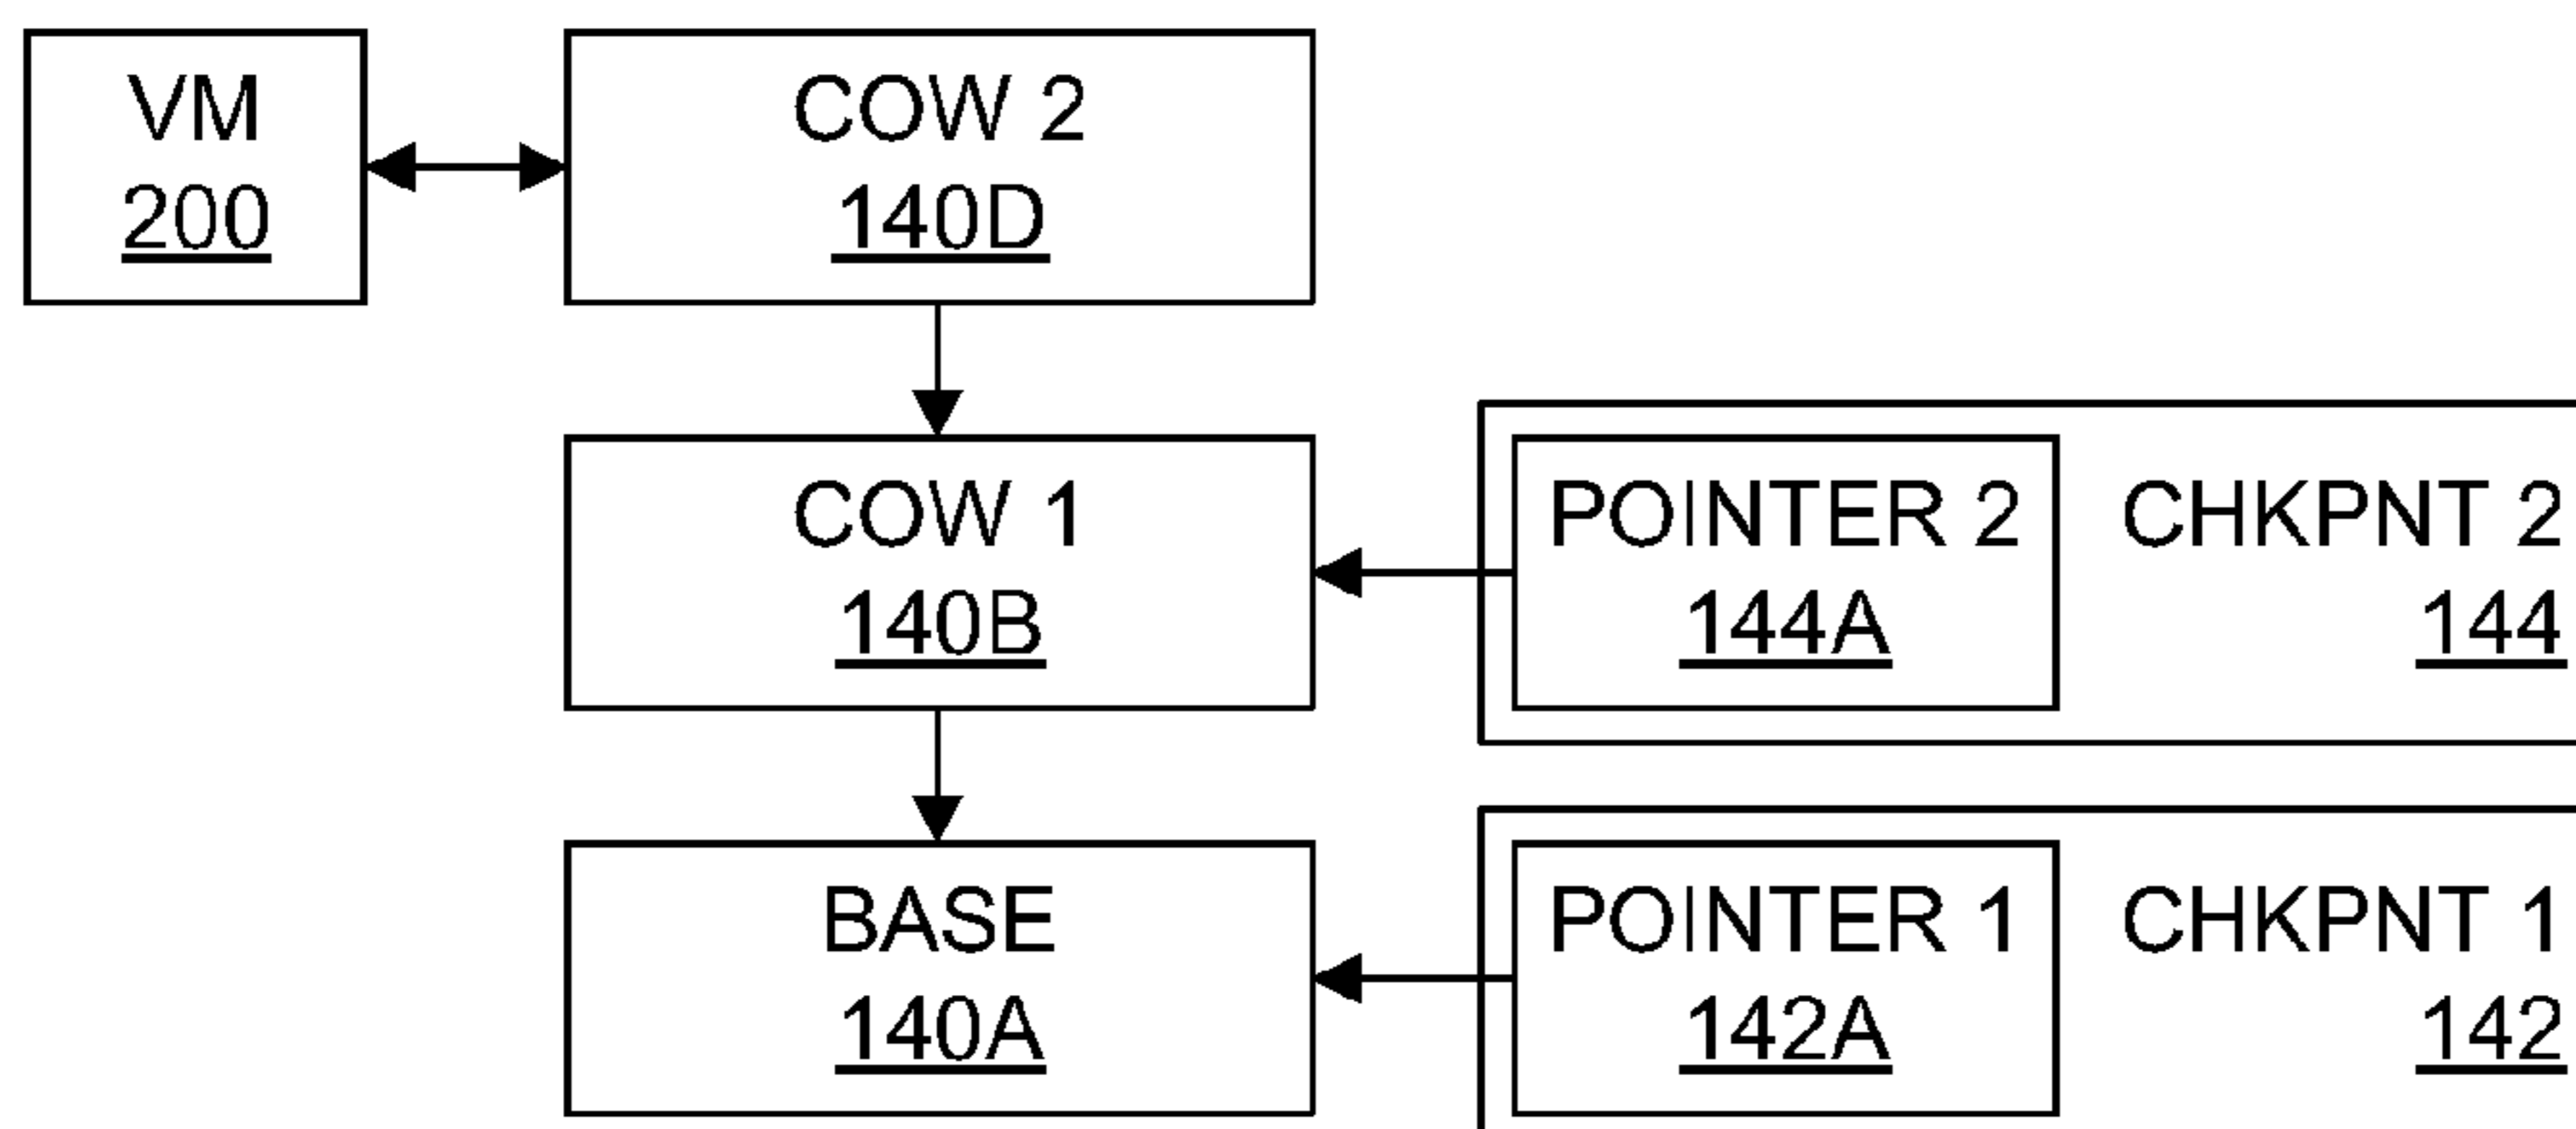 VM
200
COW 2
140D
COW 1
140B
POINTER 2
144A
CHKPNT 2
144
BASE
140A
POINTER 1
142A
CHKPNT 1
142